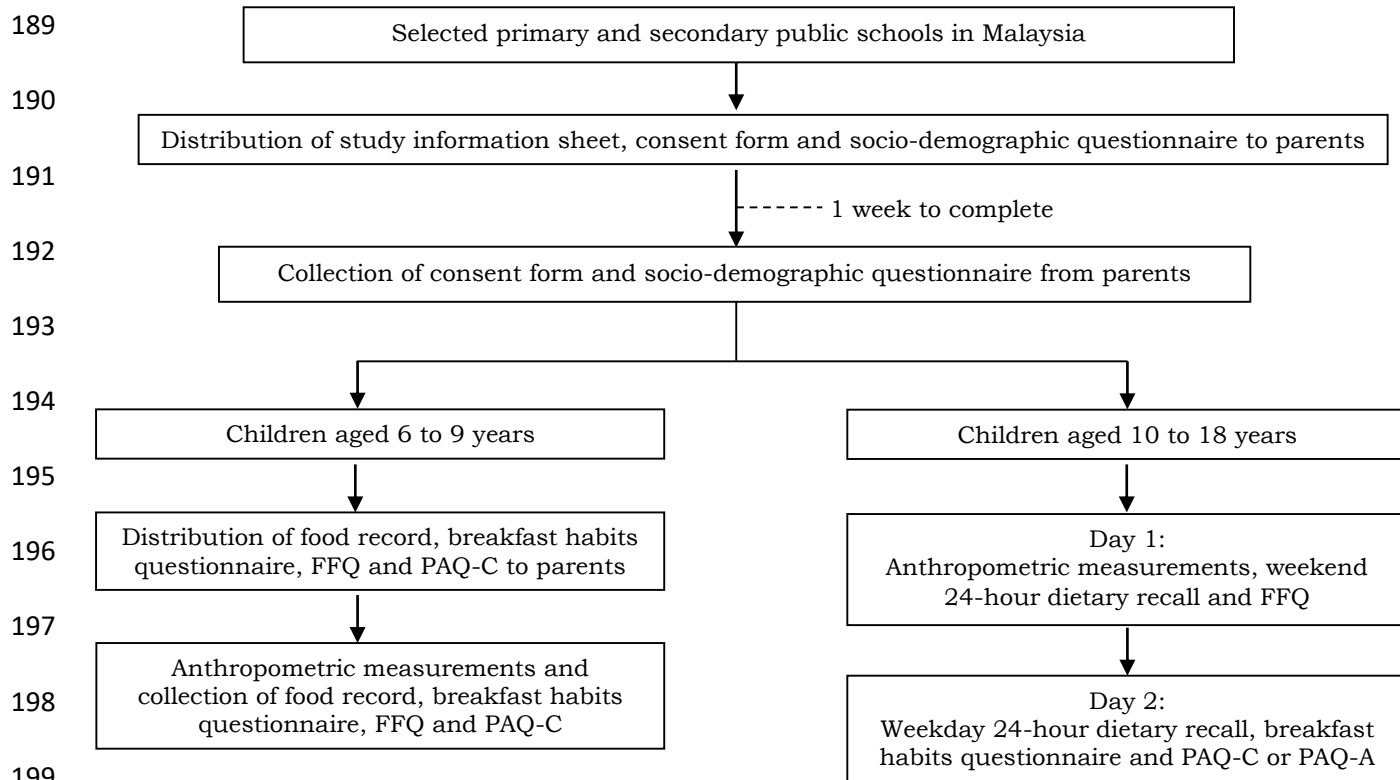 189
Selected primary and secondary public schools in Malaysia
190
Distribution of study information sheet, consent form and socio-demographic questionnaire to parents
191
1 week to complete
192
Collection of consent form and socio-demographic questionnaire from parents
193
194
Children aged 6 to 9 years
Children aged 10 to 18 years
195
Distribution of food record, breakfast habits
questionnaire, FFQ and PAQ-C to parents
196
Day 1:
Anthropometric measurements, weekend
24-hour dietary recall and FFQ
197
Anthropometric measurements and
collection of food record, breakfast habits
questionnaire, FFQ and PAQ-C
198
Day 2:
Weekday 24-hour dietary recall, breakfast
habits questionnaire and PAQ-C or PAQ-A
199